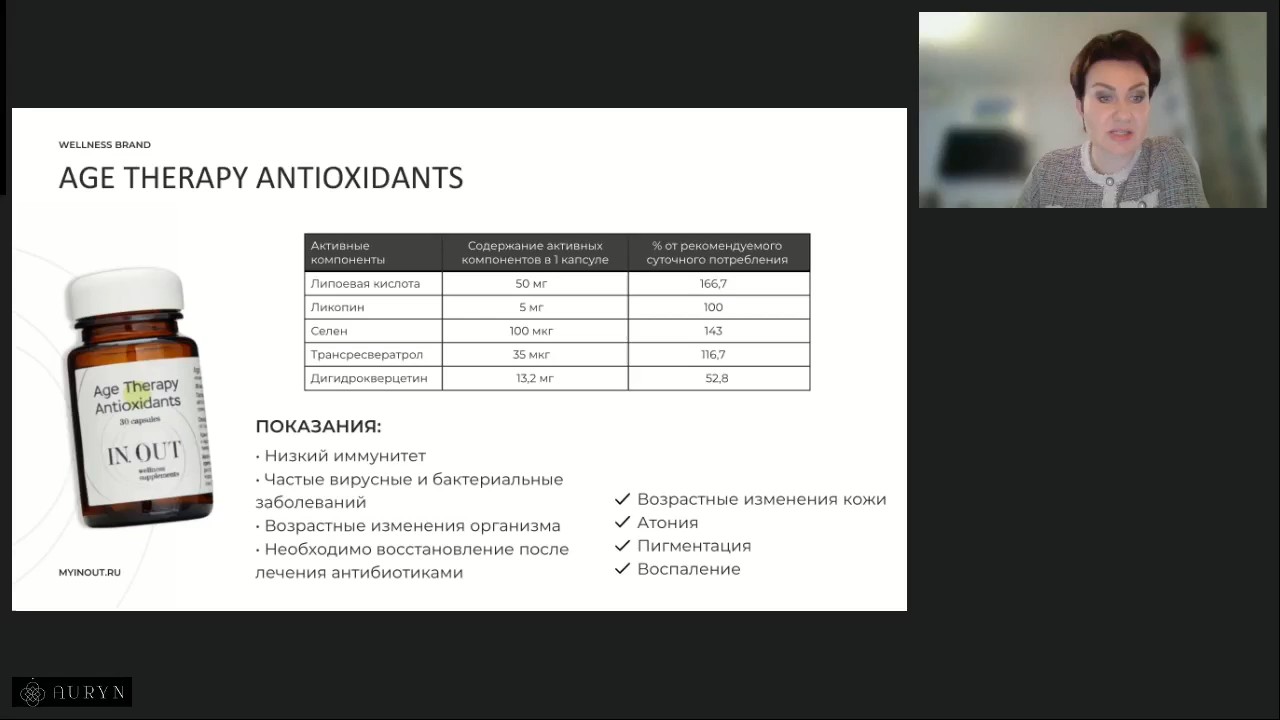 WELLNESS BRAND
AGE THERAPY ANTIOXIDANTS
Активные компоненты
Содержание активных компонентов в 1 капсуле
% от рекомендуемого суточного потребления
Липоевая кислота 50 мг 166,7
Ликопин 5 мг 100
Селен 100 мкг 143
Трансресвератрол 35 мкг 116,7
Дигидрокверцетин 13,2 мг 52,8
Age Therapy
Antioxidants
30 capsules
IN.OUT
wellness
supplements
ПОКАЗАНИЯ:
• Низкий иммунитет
• Частые вирусные и бактериальные
заболеваний
• Возрастные изменения организма
• Необходимо восстановление после
лечения антибиотиками
Возрастные изменения кожи
Атония
Пигментация
Воспаление
MYINOUT.RU
AURYN